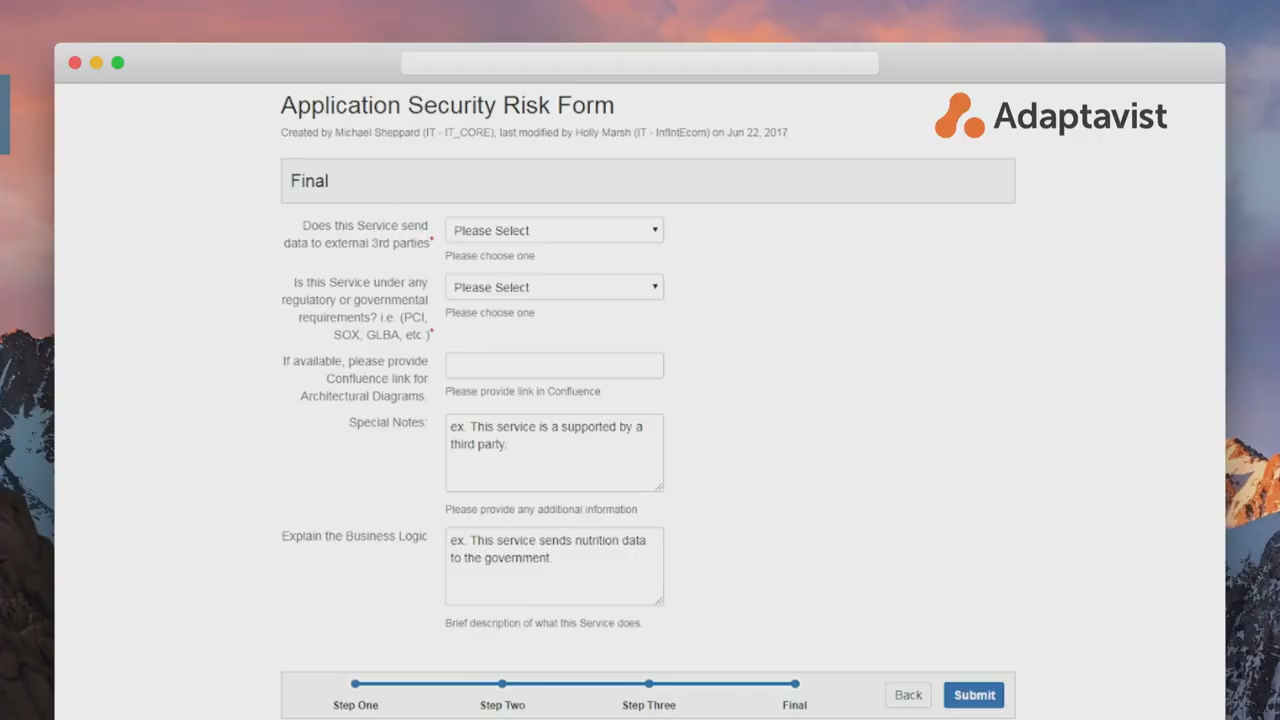 Application Security Risk Form
Adaptavist
Created by Michael Sheppard (IT - IT_CORE), last modified by Holly Marsh (IT - InfIntEcom) on Jun 22, 2017
Final
Does this Service send
data to external 3rd parties*
Please Select
Please choose one
Is this Service under any
regulatory or governmental
requirements? i.e. (PCI,
SOX, GLBA, etc.)*
Please Select
Please choose one
If available, please provide
Confluence link for
Architectural Diagrams.
Please provide link in Confluence
Special Notes:
ex. This service is a supported by a
third party.
Please provide any additional information
Explain the Business Logic
ex. This service sends nutrition data
to the government.
Brief description of what this Service does.
Step One
Step Two
Step Three
Final
Back
Submit